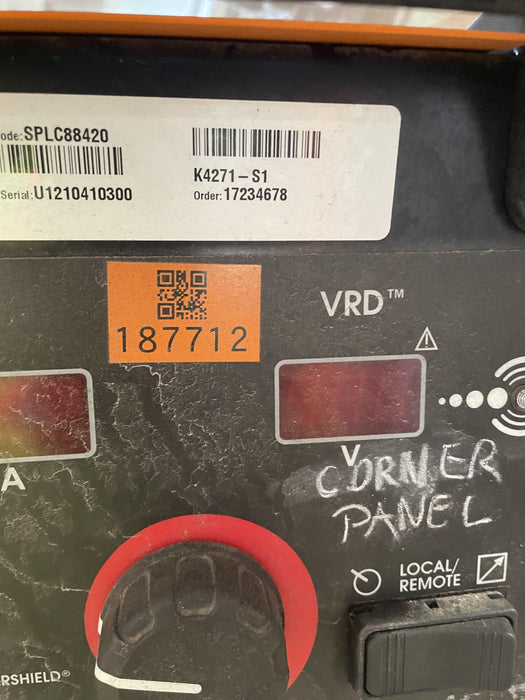 ode: SPLC88420
K4271-S1
Serial: U1210410300
Order: 17234678
187712
VRD™
A
V
CORNER
PANEL
LOCAL/
REMOTE
RSHIELD®